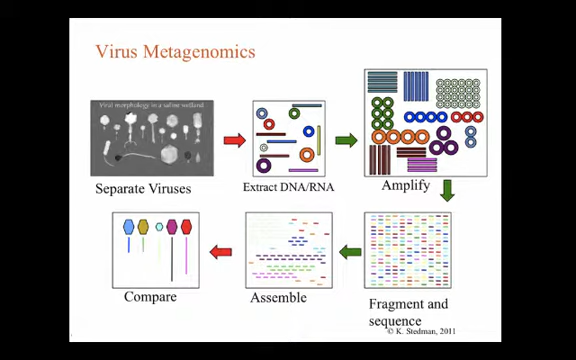 Virus Metagenomics
Viral morphology in a saline wetland
Separate Viruses
Extract DNA/RNA
Amplify
Compare
Assemble
Fragment and
sequence
© K. Stedman, 2011